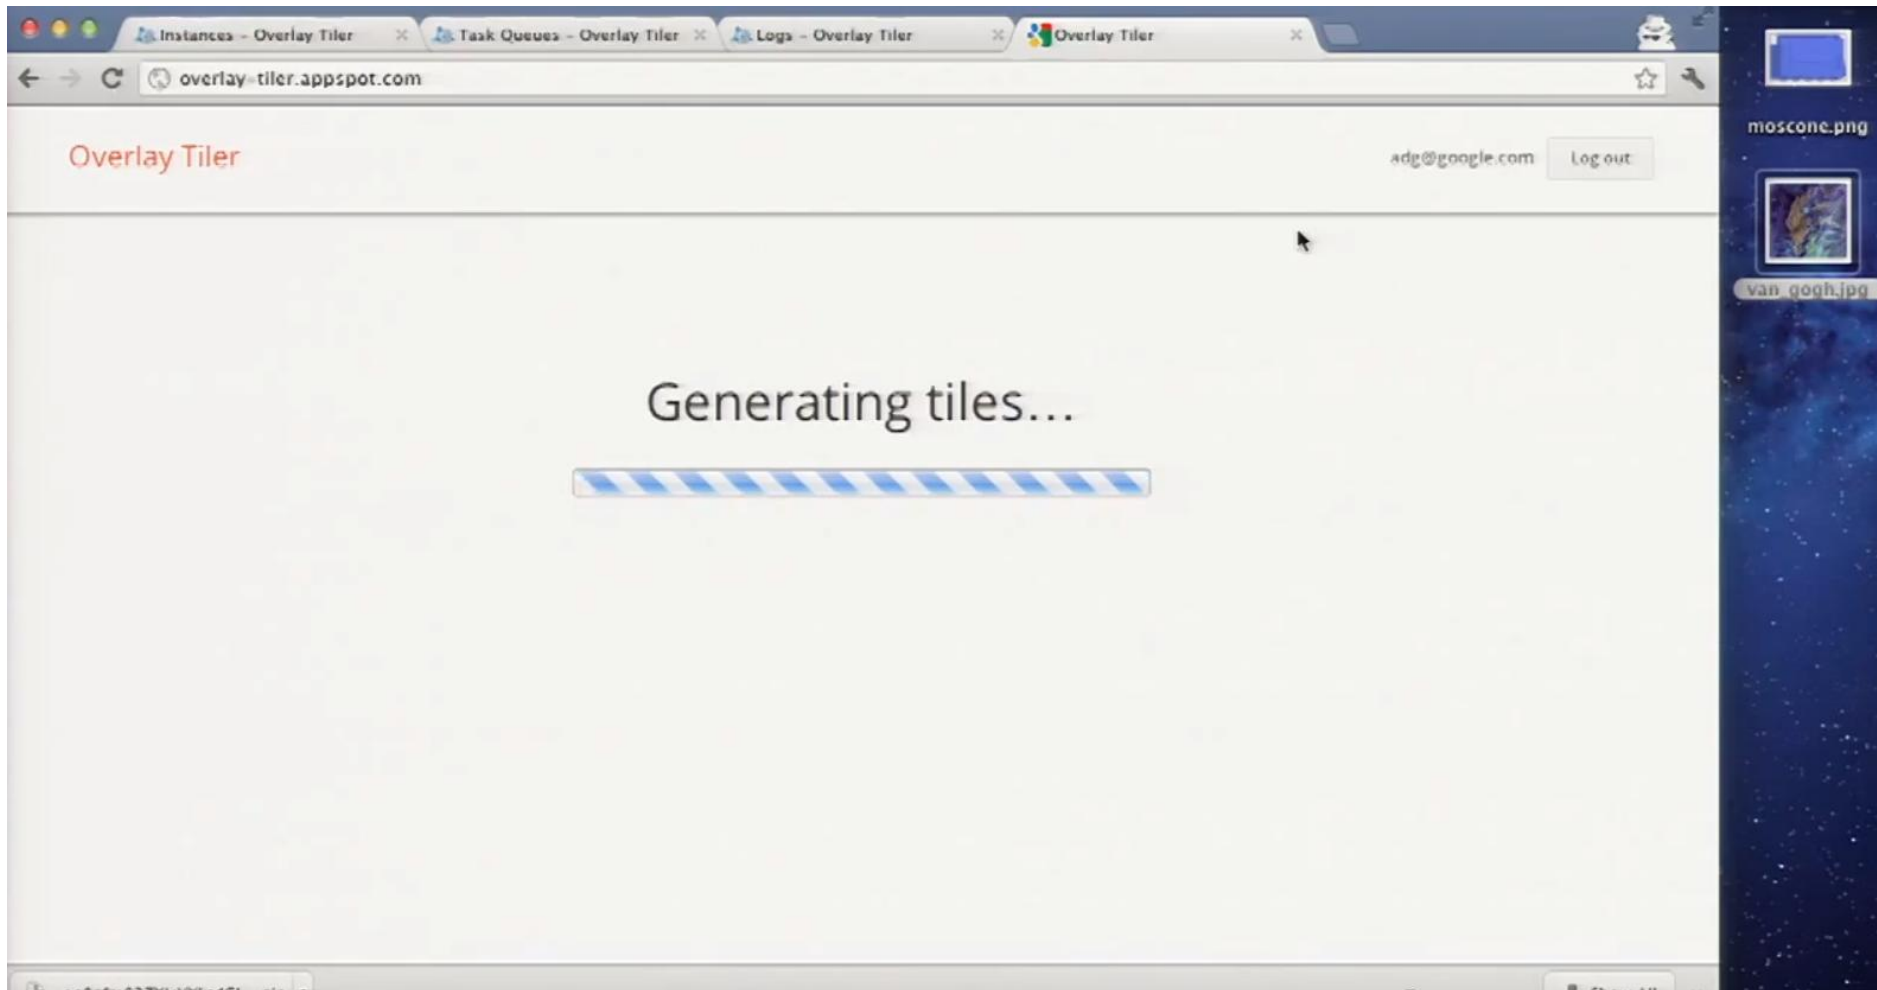 Instances - Overlay Tiler
Task Queues - Overlay Tiler
Logs - Overlay Tiler
Overlay Tiler
overlay-tiler.appspot.com
moscone.png
Overlay Tiler
adg@google.com
Log out
van_gogh.jpg
Generating tiles...